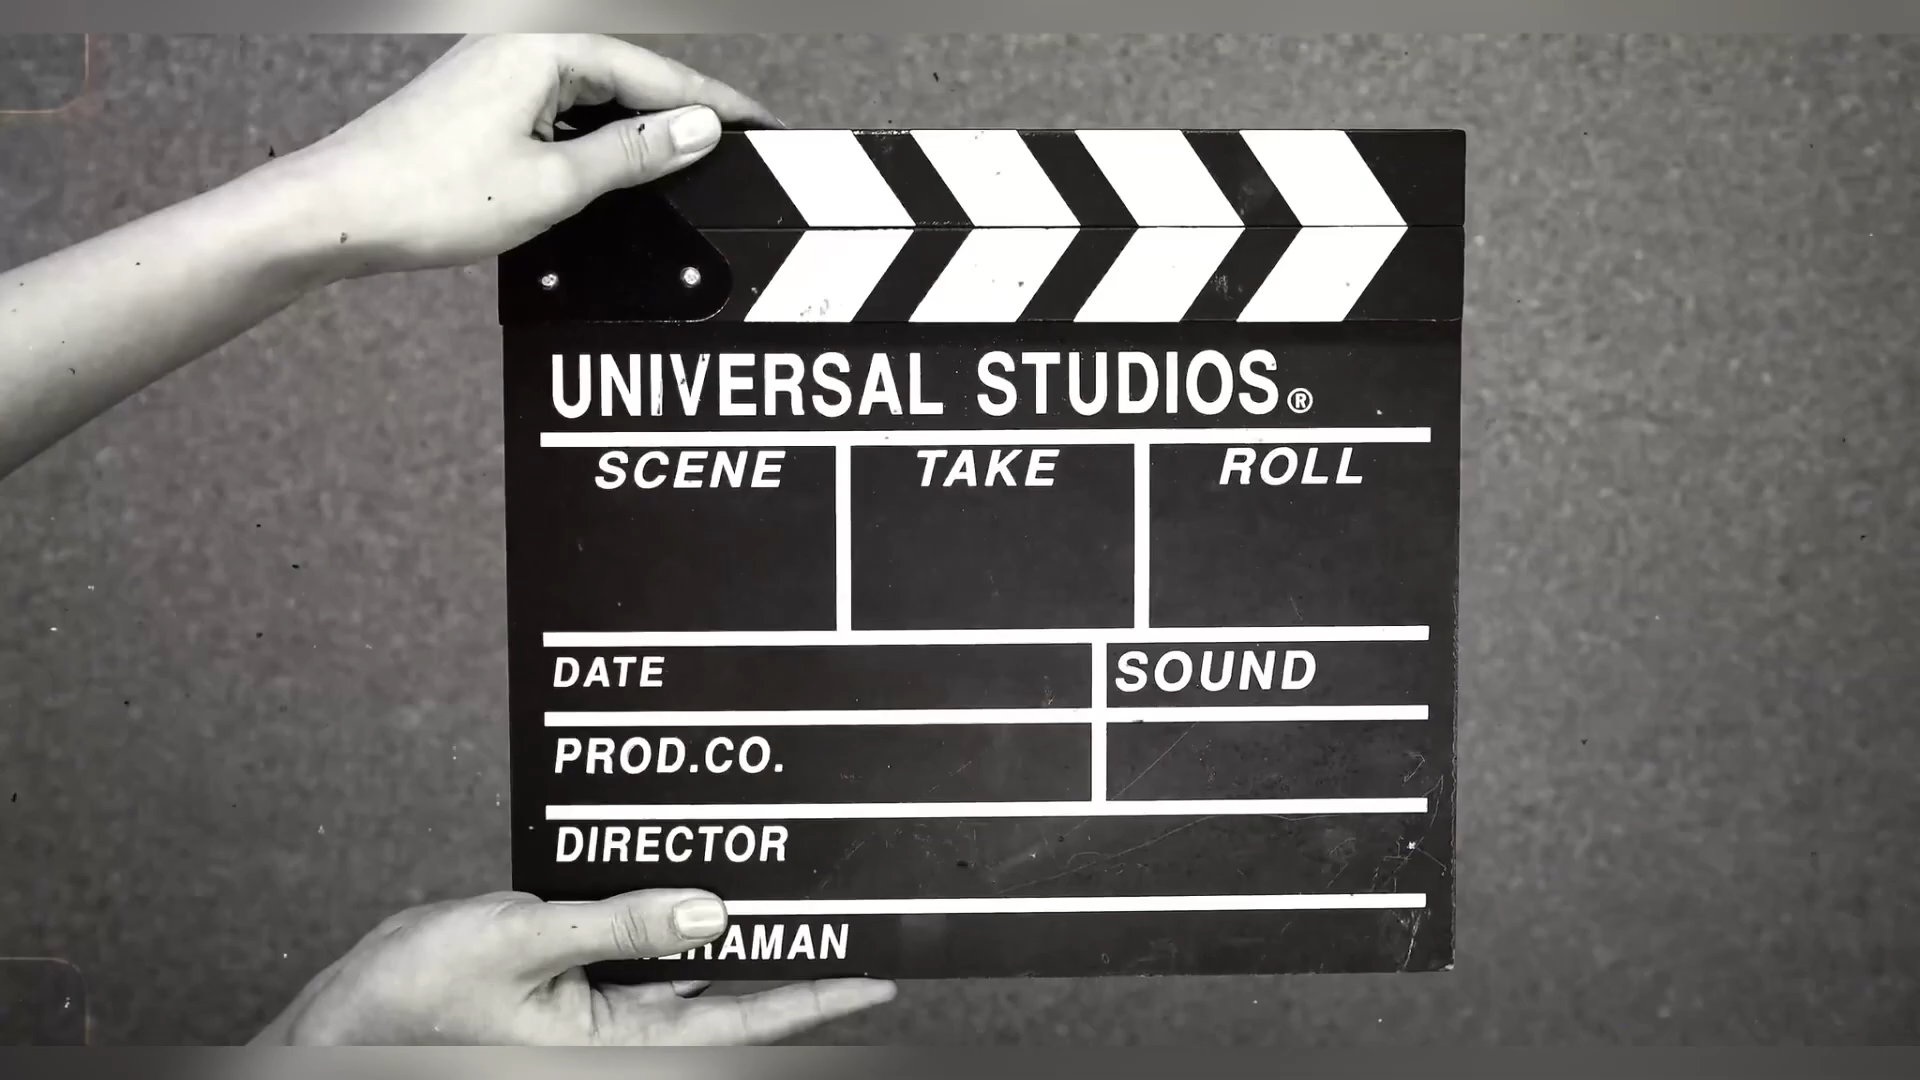 UNIVERSAL STUDIOS®
SCENE TAKE ROLL
DATE SOUND
PROD.CO.
DIRECTOR